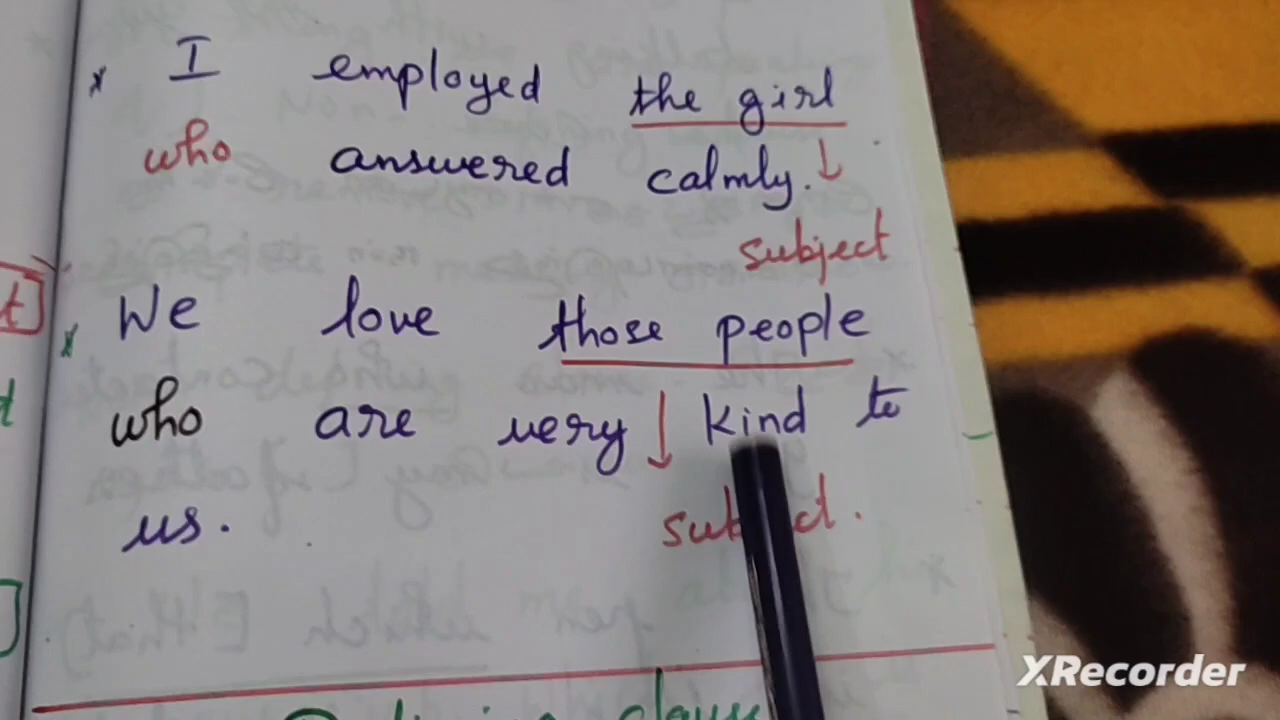 x I employed the girl
who answered calmly. ↓
subject
x We love those people
who are very ↓ kind to
us.
XRecorder